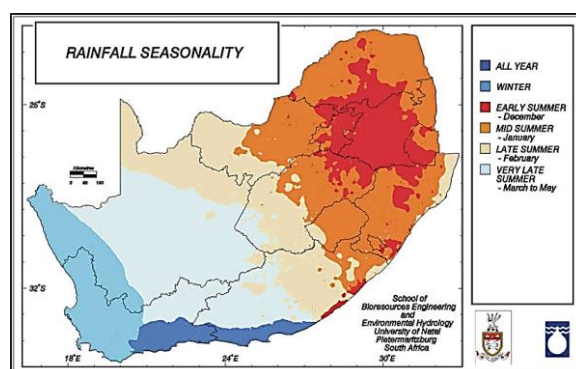 RAINFALL SEASONALITY
ALL YEAR
WINTER
EARLY SUMMER
- December
MID SUMMER
- January
LATE SUMMER
- February
VERY LATE
SUMMER
- March to May
26°S
Kilometres
32°S
18°E
24°E
30°E
School of
Bioresources Engineering
and
Environmental Hydrology
University of Natal
Pietermaritzburg
South Africa